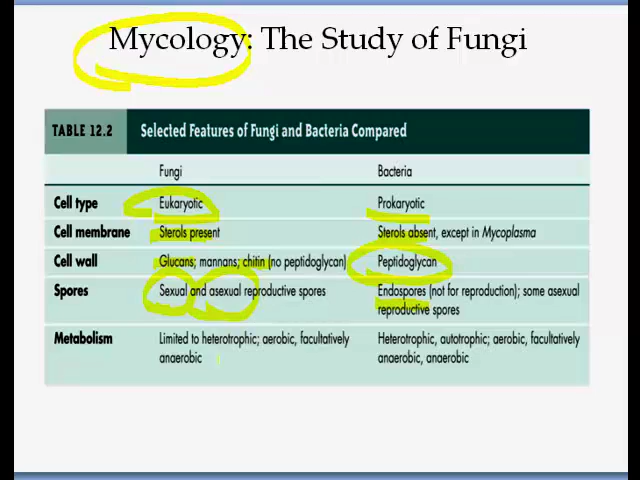 Mycology: The Study of Fungi
TABLE 12.2 Selected Features of Fungi and Bacteria Compared
Fungi Bacteria
Cell type Eukaryotic Prokaryotic
Cell membrane Sterols present Sterols absent, except in Mycoplasma
Cell wall Glucans; mannans; chitin (no peptidoglycan) Peptidoglycan
Spores Sexual and asexual reproductive spores Endospores (not for reproduction); some asexual
reproductive spores
Metabolism Limited to heterotrophic; aerobic, facultatively Heterotrophic, autotrophic; aerobic, facultatively
anaerobic anaerobic, anaerobic